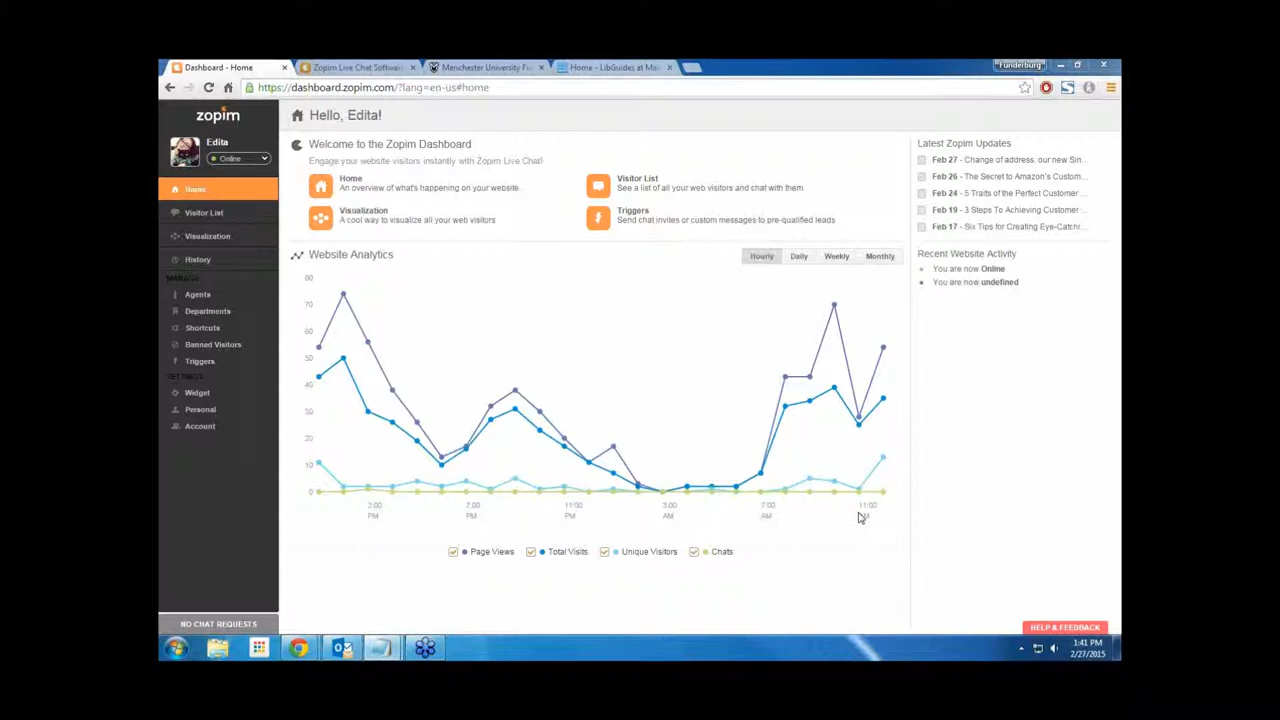 Dashboard - Home
Zopim Live Chat Software
Manchester University Fu
Home - LibGuides at Ma
Funderburg
https://dashboard.zopim.com/?lang=en-us#home
zopim
Edita
Online
Home
Visitor List
Visualization
History
Agents
Departments
Shortcuts
Banned Visitors
Triggers
SETTINGS
Widget
Personal
Account
NO CHAT REQUESTS
Hello, Edita!
Welcome to the Zopim Dashboard
Engage your website visitors instantly with Zopim Live Chat!
Home
An overview of what's happening on your website.
Visitor List
See a list of all your web visitors and chat with them
Visualization
A cool way to visualize all your web visitors
Triggers
Send chat invites or custom messages to pre-qualified leads
Website Analytics
Hourly Daily Weekly Monthly
80
70
60
50
40
30
20
10
0
3:00 PM
7:00 PM
11:00 PM
3:00 AM
7:00 AM
11:00
Page Views Total Visits Unique Visitors Chats
Latest Zopim Updates
Feb 27 - Change of address: our new Sin...
Feb 26 - The Secret to Amazon's Custom...
Feb 24 - 5 Traits of the Perfect Customer ...
Feb 19 - 3 Steps To Achieving Customer ...
Feb 17 - Six Tips for Creating Eye-Catchi...
Recent Website Activity
You are now Online
You are now undefined
HELP & FEEDBACK
1:41 PM
2/27/2015